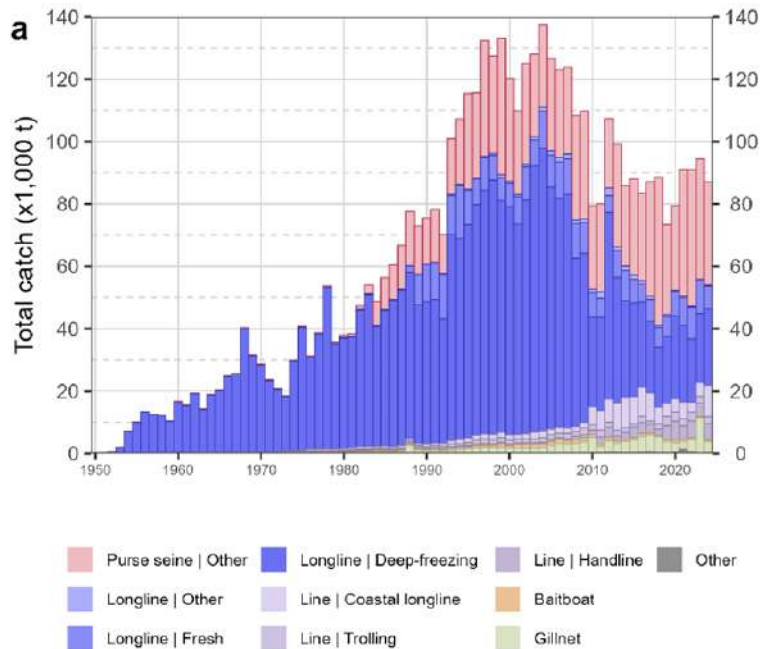 a
Total catch (x1,000 t)
140 140
120 120
100 100
80 80
60 60
40 40
20 20
0 0
1950 1960 1970 1980 1990 2000 2010 2020
Purse seine | Other Longline | Deep-freezing Line | Handline Other
Longline | Other Line | Coastal longline Baitboat
Longline | Fresh Line | Trolling Gillnet